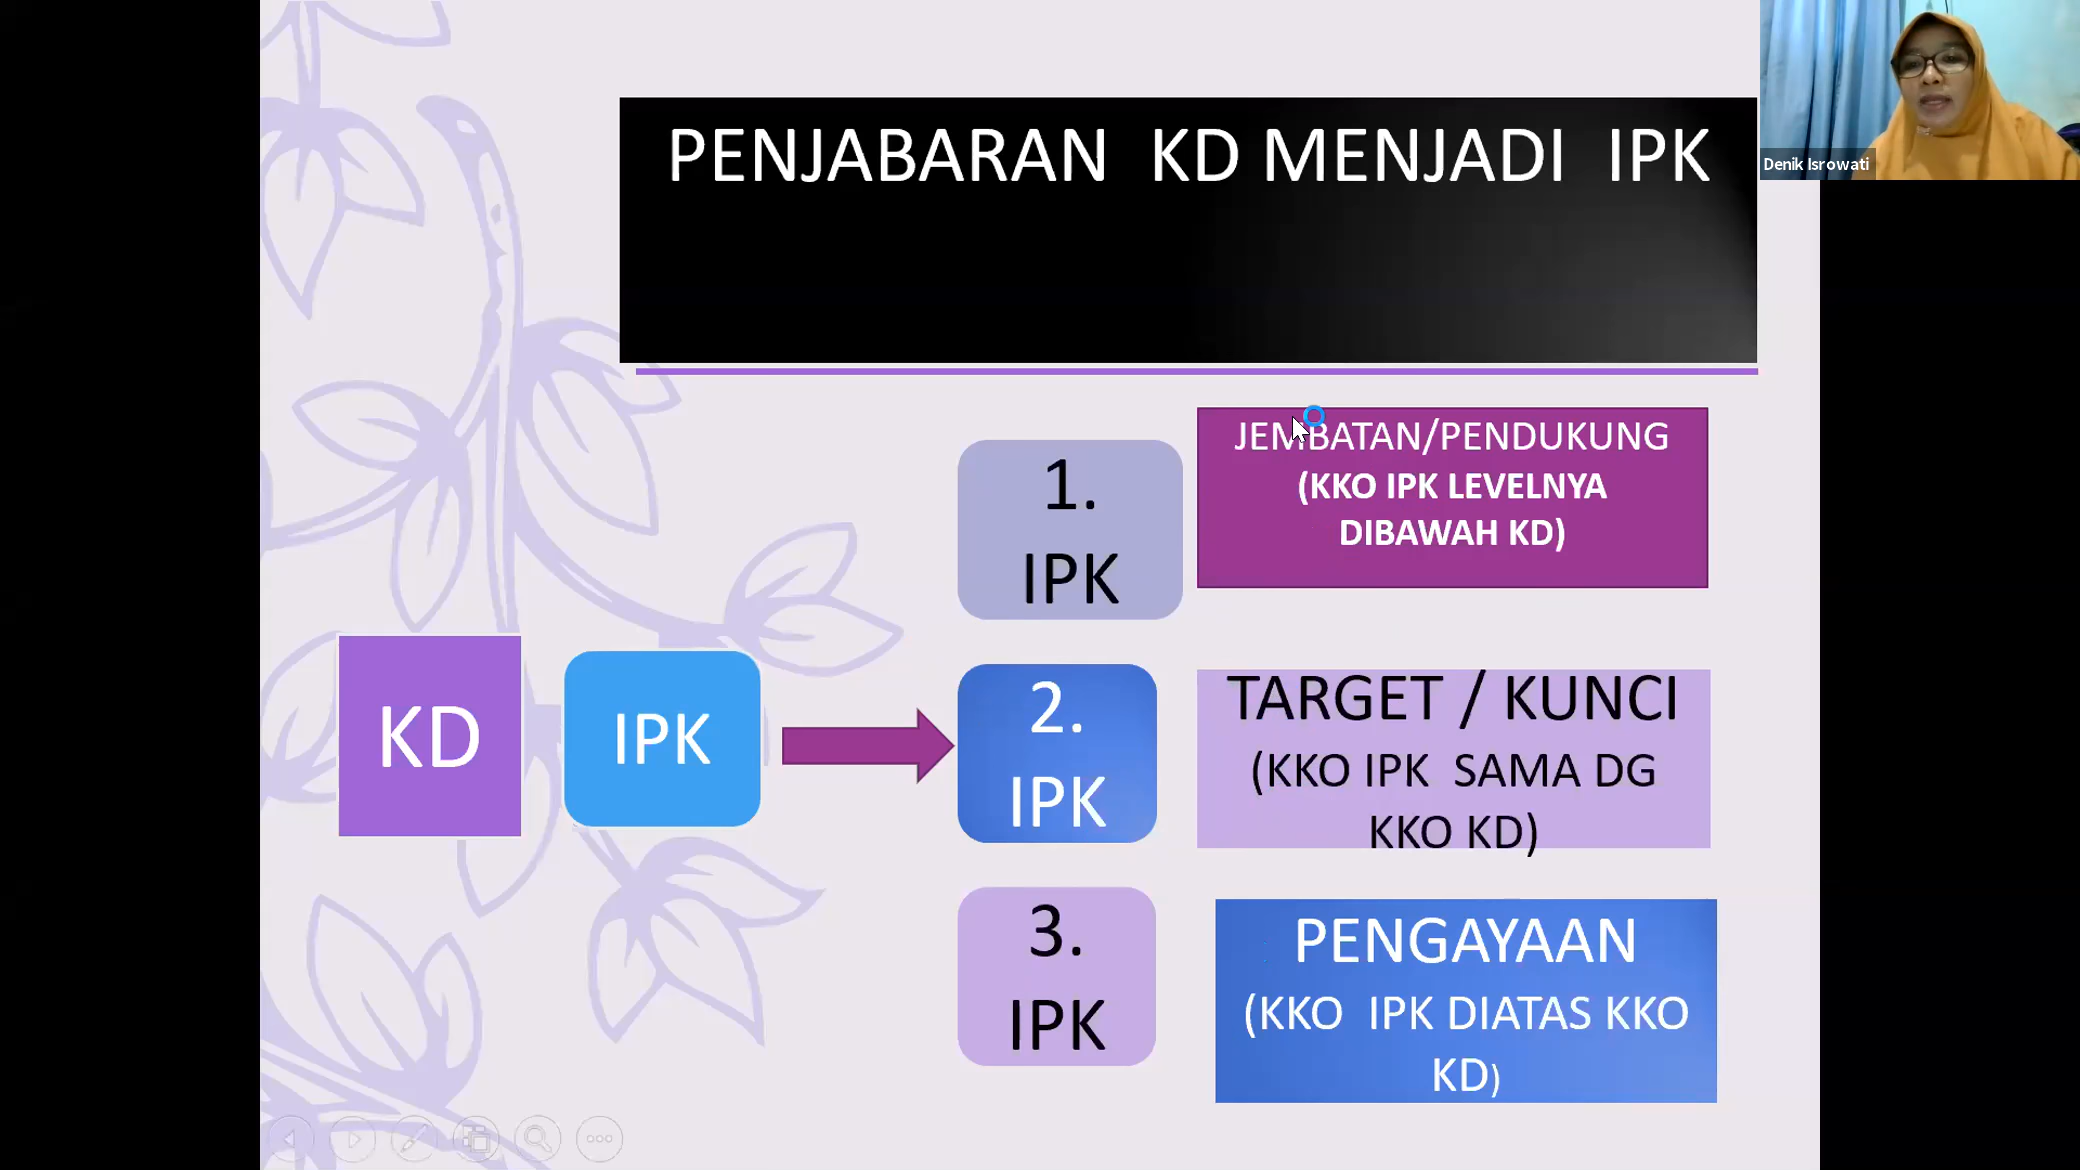 PENJABARAN KD MENJADI IPK
Denik Isrowati
KD
IPK
1.
IPK
JEMBATAN/PENDUKUNG
(KKO IPK LEVELNYA
DIBAWAH KD)
2.
IPK
TARGET / KUNCI
(KKO IPK SAMA DG
KKO KD)
3.
IPK
PENGAYAAN
(KKO IPK DIATAS KKO
KD)